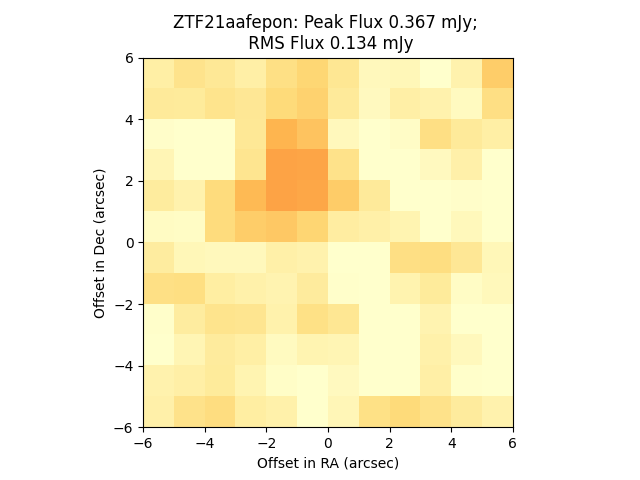 ZTF21aafepon: Peak Flux 0.367 mJy;
RMS Flux 0.134 mJy
6
4
2
0
−2
−4
−6
Offset in Dec (arcsec)
−6 −4 −2 0 2 4 6
Offset in RA (arcsec)